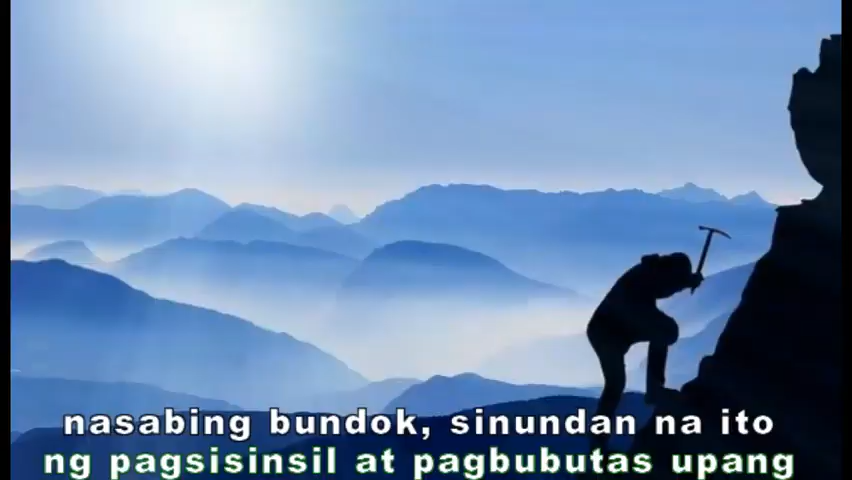 nasabing bundok, sinundan na ito
ng pagsisinsil at pagbubutas upang